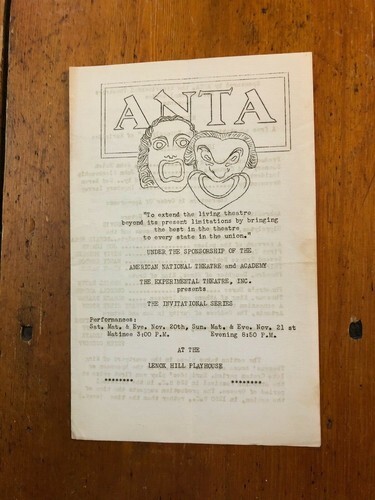 ANTA
"To extend the living theatre
beyond its present limitations by bringing
the best in the theatre
to every state in the union."
UNDER THE SPONSORSHIP OF THE
AMERICAN NATIONAL THEATRE and ACADEMY
THE EXPERIMENTAL THEATRE, INC.
presents
THE INVITATIONAL SERIES
Performances:
Sat. Mat. & Eve. Nov. 20th, Sun. Mat. & Eve. Nov. 21 at
Matinee 3:00 P.M. Evening 8:50 P.M.
AT THE
LENOX HILL PLAYHOUSE
******** ********